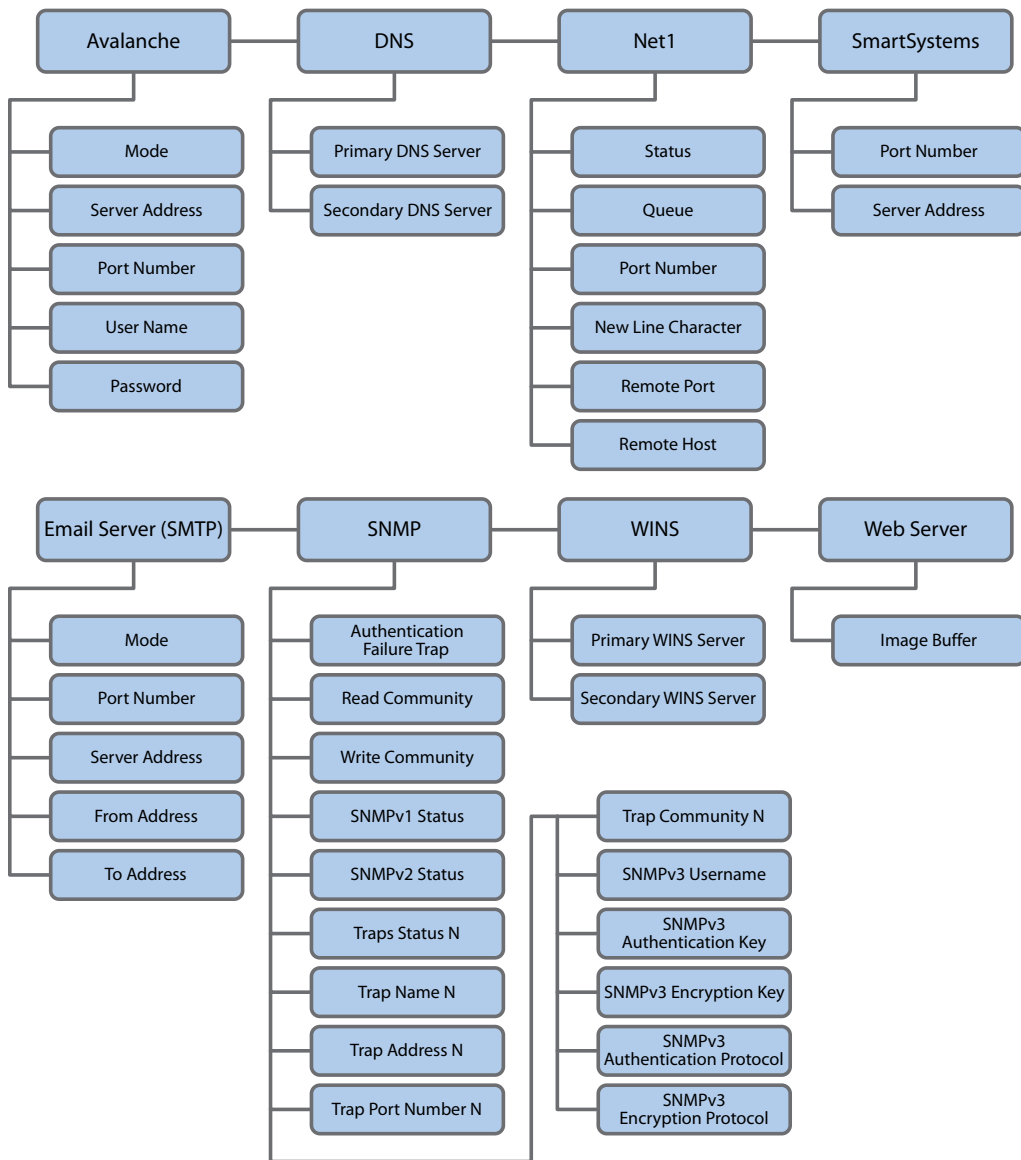 Avalanche
DNS
Net1
SmartSystems
Mode
Server Address
Port Number
User Name
Password
Primary DNS Server
Secondary DNS Server
Status
Queue
Port Number
New Line Character
Remote Port
Remote Host
Port Number
Server Address
Email Server (SMTP)
SNMP
WINS
Web Server
Mode
Port Number
Server Address
From Address
To Address
Authentication
Failure Trap
Read Community
Write Community
SNMPv1 Status
SNMPv2 Status
Traps Status N
Trap Name N
Trap Address N
Trap Port Number N
Trap Community N
SNMPv3 Username
SNMPv3
Authentication Key
SNMPv3 Encryption Key
SNMPv3
Authentication Protocol
SNMPv3
Encryption Protocol
Primary WINS Server
Secondary WINS Server
Image Buffer